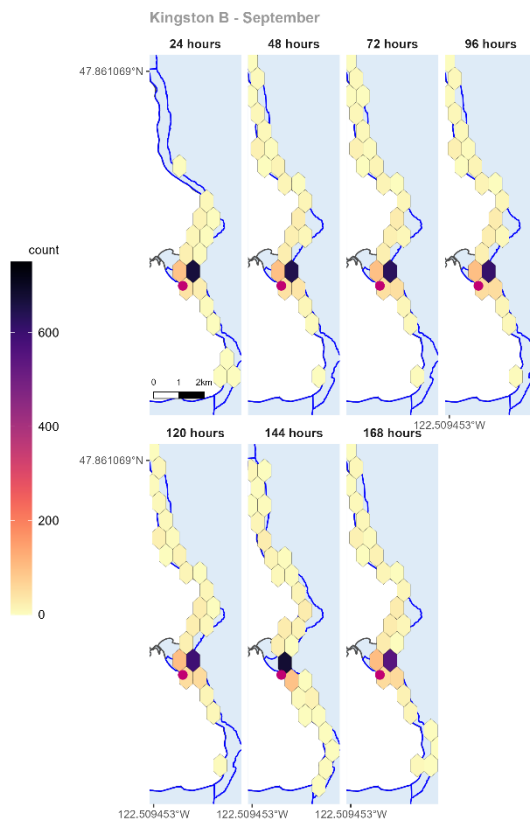 Kingston B - September
24 hours 48 hours 72 hours 96 hours
47.861069°N
count
600
400
200
0
0 1 2km
122.509453°W
120 hours 144 hours 168 hours
47.861069°N
122.509453°W 122.509453°W 122.509453°W